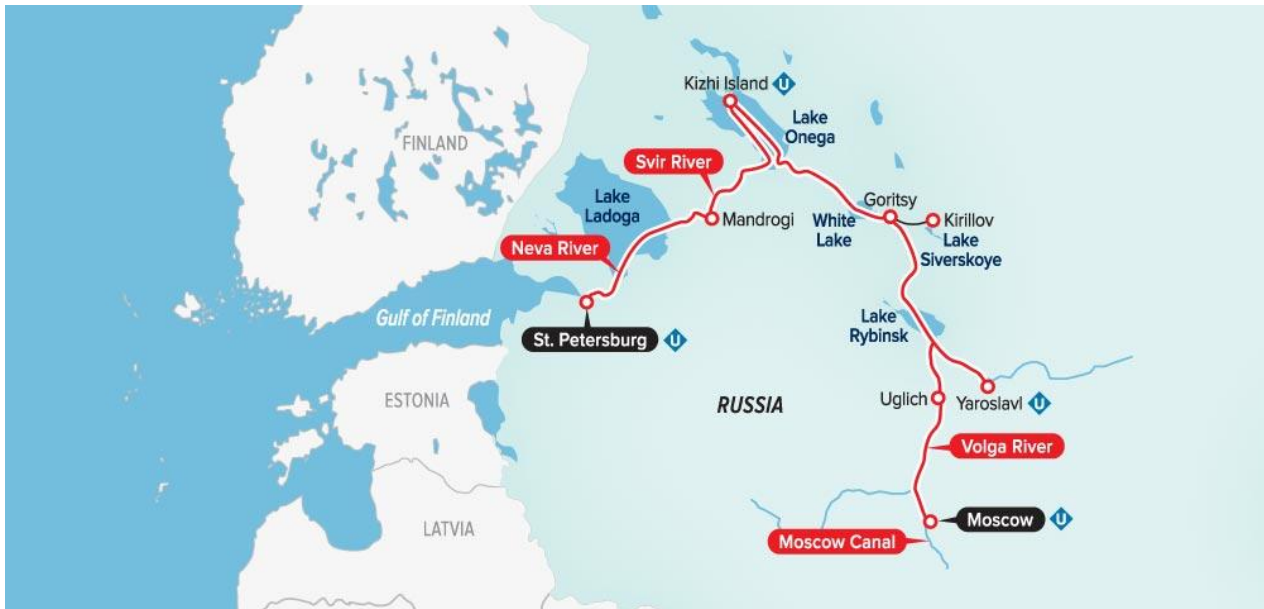 Kizhi Island U
Lake
Onega
FINLAND
Svir River
Lake
Ladoga
Mandrogi
Goritsy
Kirillov
White
Lake
Lake
Siverskoye
Neva River
Gulf of Finland
St. Petersburg U
Lake
Rybinsk
ESTONIA
RUSSIA
Uglich
Yaroslavl U
Volga River
LATVIA
Moscow U
Moscow Canal